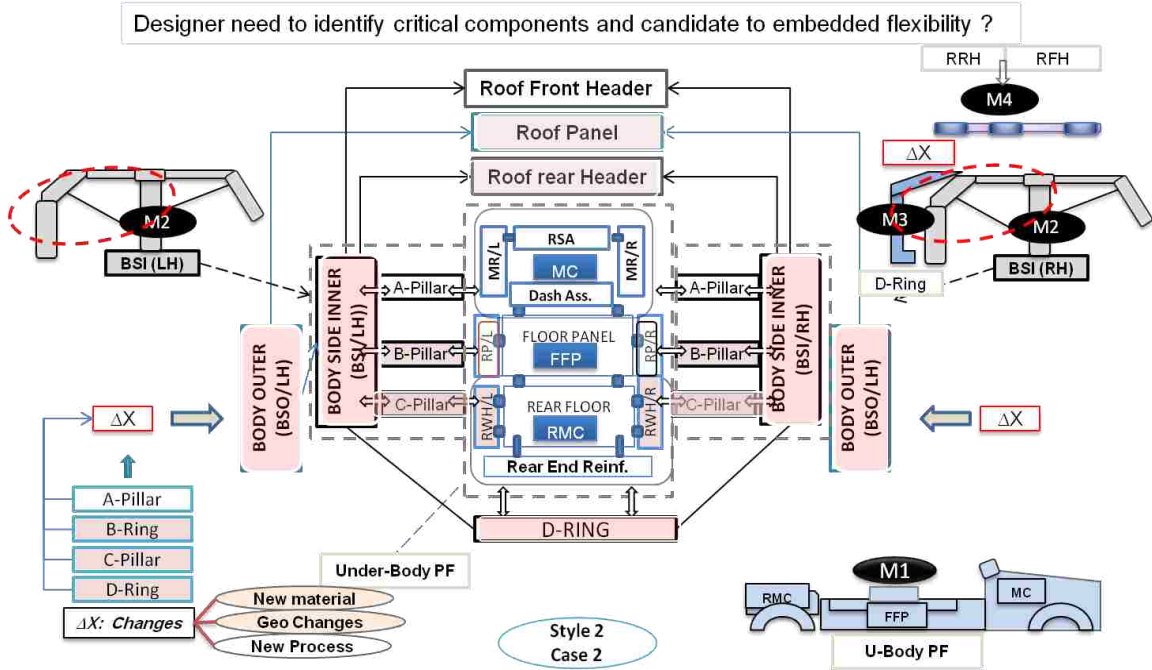 Designer need to identify critical components and candidate to embedded flexibility ?
RRH
RFH
M4
ΔX
Roof Front Header
Roof Panel
Roof rear Header
M2
BSI (LH)
M3
M2
BSI (RH)
D-Ring
MR/L
RSA
MC
MR/R
Dash Ass.
A-Pillar
A-Pillar
BODY SIDE INNER
(BSI/LH))
BODY SIDE INNER
(BSI/RH)
B-Pillar
RP/L
FLOOR PANEL
FFP
RP/R
B-Pillar
BODY OUTER
(BSO/LH)
BODY OUTER
(BSO/LH)
C-Pillar
RWH/L
REAR FLOOR
RMC
RWH/R
C-Pillar
Rear End Reinf.
ΔX
ΔX
A-Pillar
B-Ring
C-Pillar
D-Ring
D-RING
Under-Body PF
ΔX: Changes
New material
Geo Changes
New Process
Style 2
Case 2
M1
RMC
FFP
MC
U-Body PF